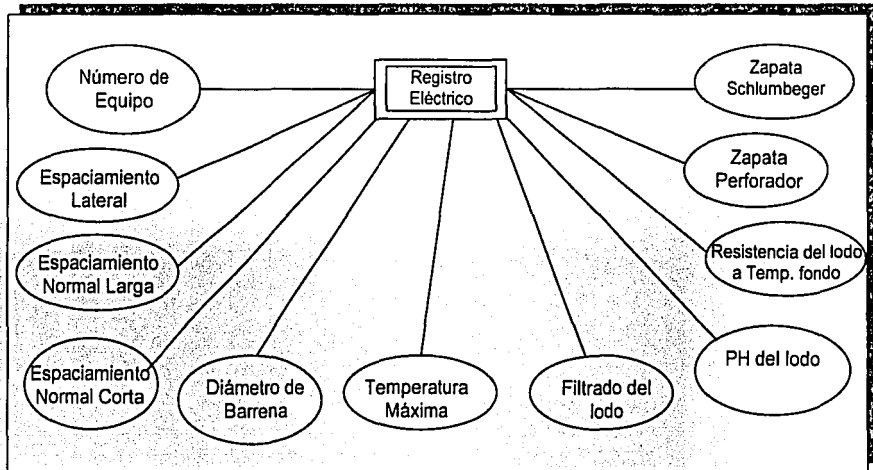 Registro
Eléctrico
Número de
Equipo
Espaciamiento
Lateral
Espaciamiento
Normal Larga
Espaciamiento
Normal Corta
Diámetro de
Barrena
Temperatura
Máxima
Filtrado del
lodo
PH del lodo
Resistencia del lodo
a Temp. fondo
Zapata
Perforador
Zapata
Schlumbeger